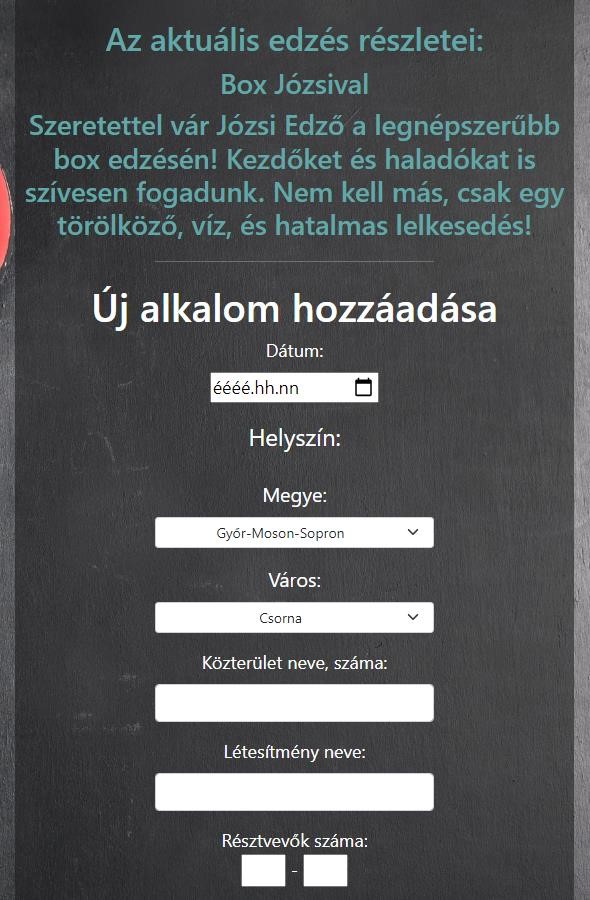 Az aktuális edzés részletei:
Box Józsival
Szeretettel vár Józsi Edző a legnépszerűbb
box edzésén! Kezdőket és haladókat is
szívesen fogadunk. Nem kell más, csak egy
törölköző, víz, és hatalmas lelkesedés!
Új alkalom hozzáadása
Dátum:
éééé.hh.nn
Helyszín:
Megye:
Győr-Moson-Sopron
Város:
Csorna
Közterület neve, száma:
Létesítmény neve:
Résztvevők száma:
-